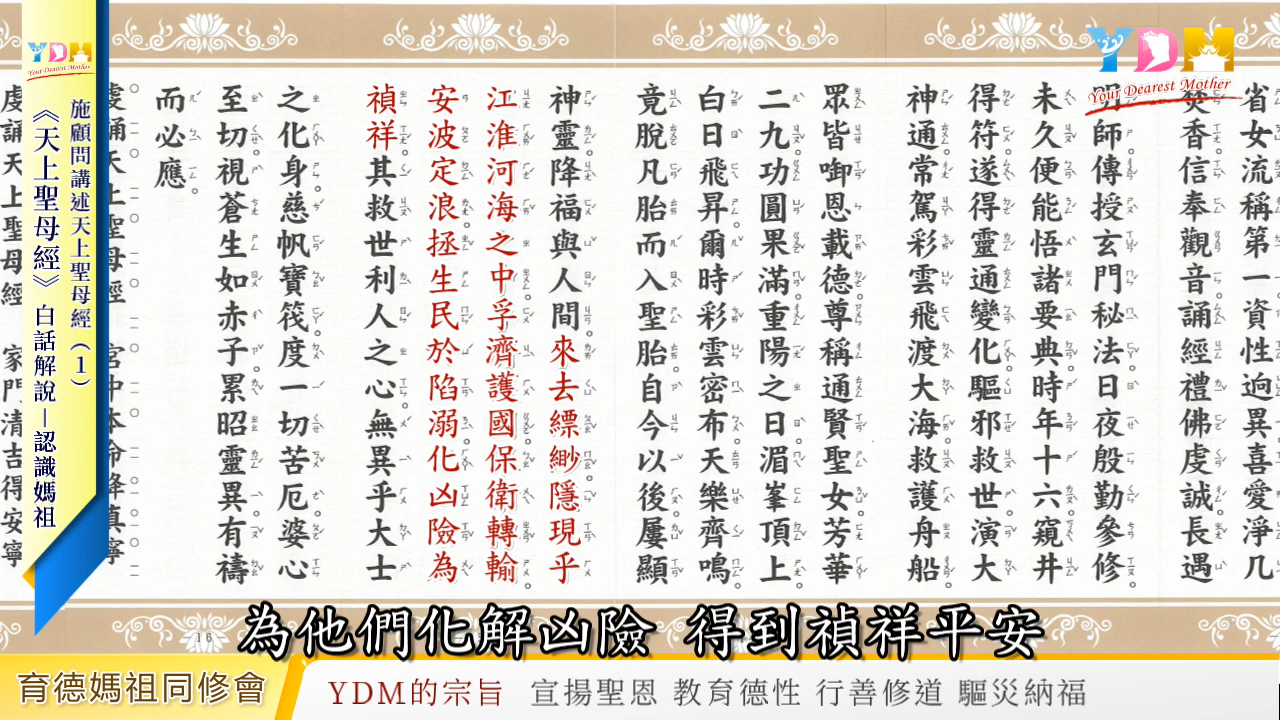 省女流稱第一資性迥異喜愛淨几
焚香信奉觀音誦經禮佛虔誠長遇
明師傳授玄門秘法日夜殷勤參修
未久便能悟諸要典時年十六窺井
得符遂得靈通變化驅邪救世演大
神通常駕彩雲飛渡大海救護舟船
眾皆啣恩載德尊稱通賢聖女芳華
二九功圓果滿重陽之日湄峯頂上
白日飛昇爾時彩雲密布天樂齊鳴
竟脫凡胎而入聖胎自今以後屢顯
神靈降福與人間來去縹緲隱現乎
江淮河海之中孚濟護國保衛轉輸
安波定浪拯生民於陷溺化凶險為
禎祥其救世利人之心無異乎大士
之化身慈帆寶筏度一切苦厄婆心
至切視蒼生如赤子累昭靈異有禱
而必應。
虔誦天上聖母經 家門清吉得安寧
YDM
Your Dearest Mother
YDM
Your Dearest Mother
施顧問講述天上聖母經（1）
《天上聖母經》白話解說－認識媽祖
16
為他們化解凶險 得到禎祥平安
育德媽祖同修會
YDM的宗旨 宣揚聖恩 教育德性 行善修道 驅災納福